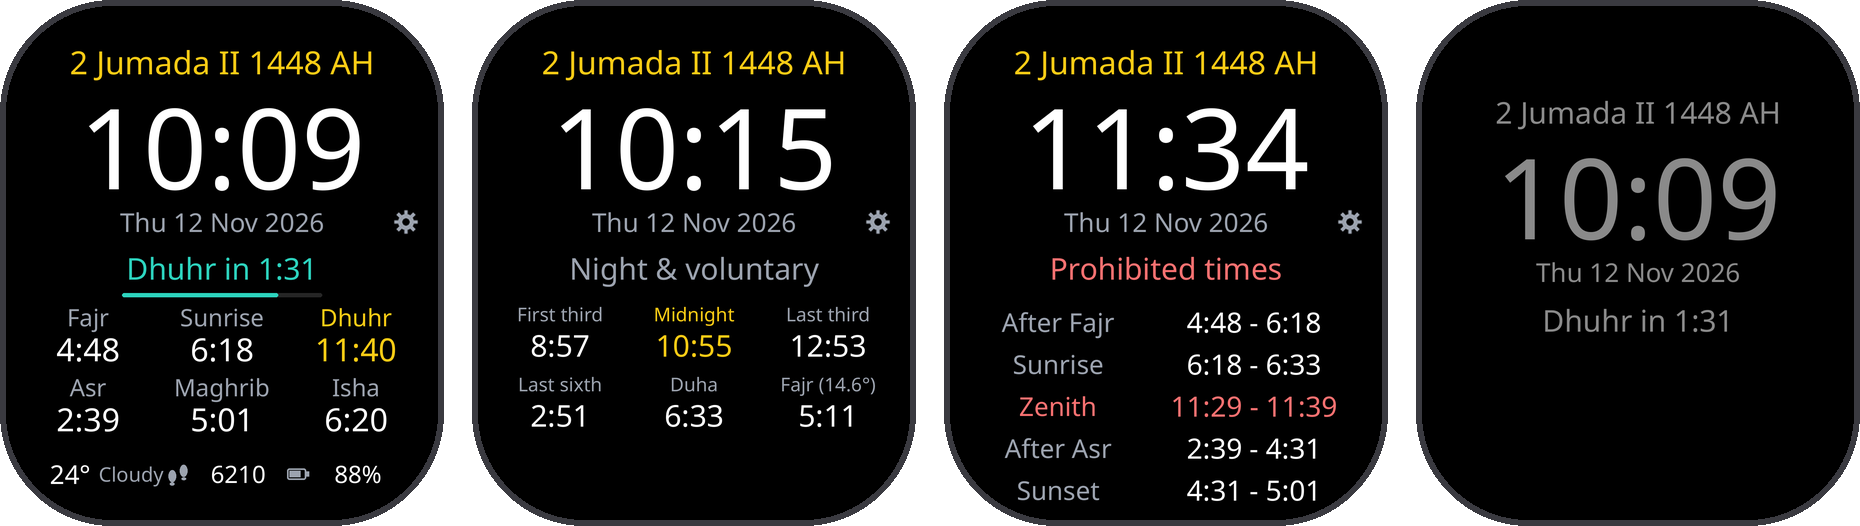 2 Jumada II 1448 AH
10:09
Thu 12 Nov 2026
Dhuhr in 1:31
Fajr Sunrise Dhuhr
4:48 6:18 11:40
Asr Maghrib Isha
2:39 5:01 6:20
24° Cloudy 6210 88%
2 Jumada II 1448 AH
10:15
Thu 12 Nov 2026
Night & voluntary
First third Midnight Last third
8:57 10:55 12:53
Last sixth Duha Fajr (14.6°)
2:51 6:33 5:11
2 Jumada II 1448 AH
11:34
Thu 12 Nov 2026
Prohibited times
After Fajr 4:48 - 6:18
Sunrise 6:18 - 6:33
Zenith 11:29 - 11:39
After Asr 2:39 - 4:31
Sunset 4:31 - 5:01
2 Jumada II 1448 AH
10:09
Thu 12 Nov 2026
Dhuhr in 1:31